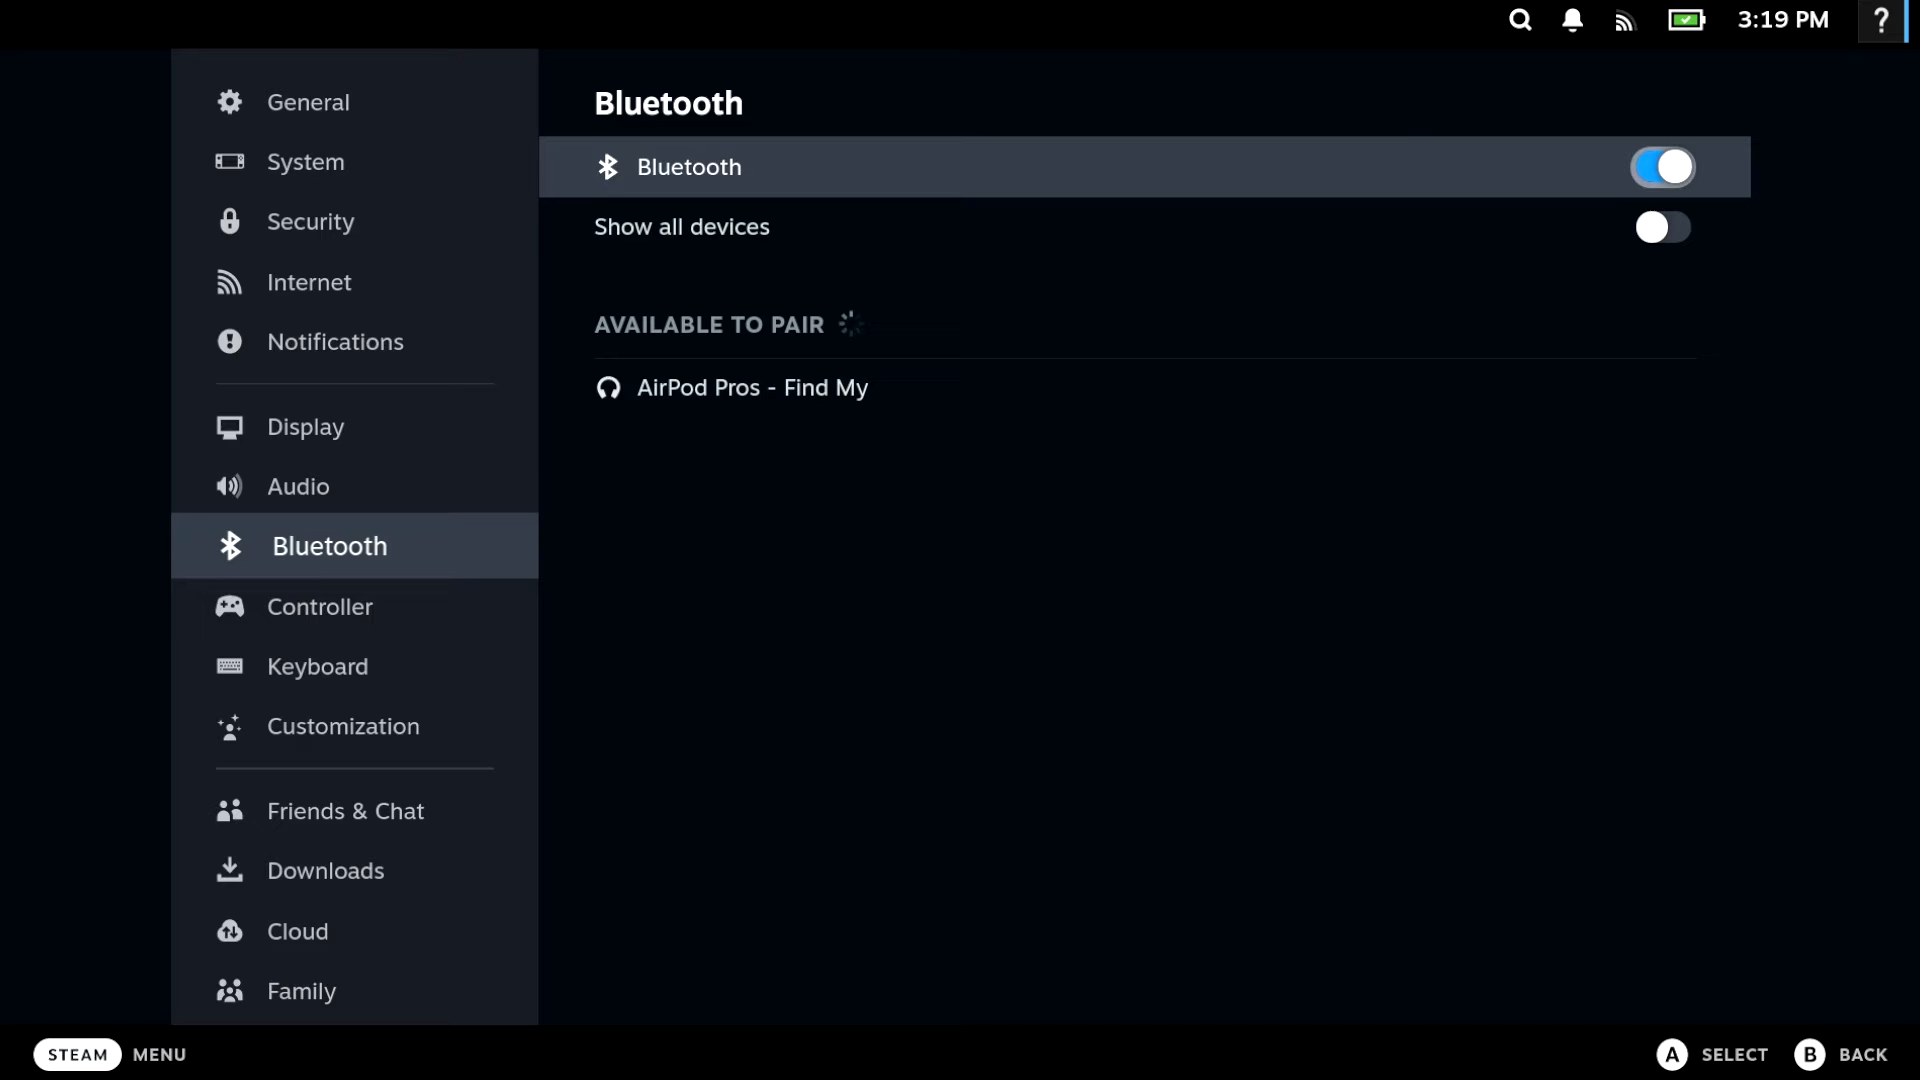 3:19 PM
?
General
System
Security
Internet
Notifications
Display
Audio
Bluetooth
Controller
Keyboard
Customization
Friends & Chat
Downloads
Cloud
Family
Bluetooth
Bluetooth
Show all devices
AVAILABLE TO PAIR
AirPod Pros - Find My
STEAM MENU
A SELECT B BACK